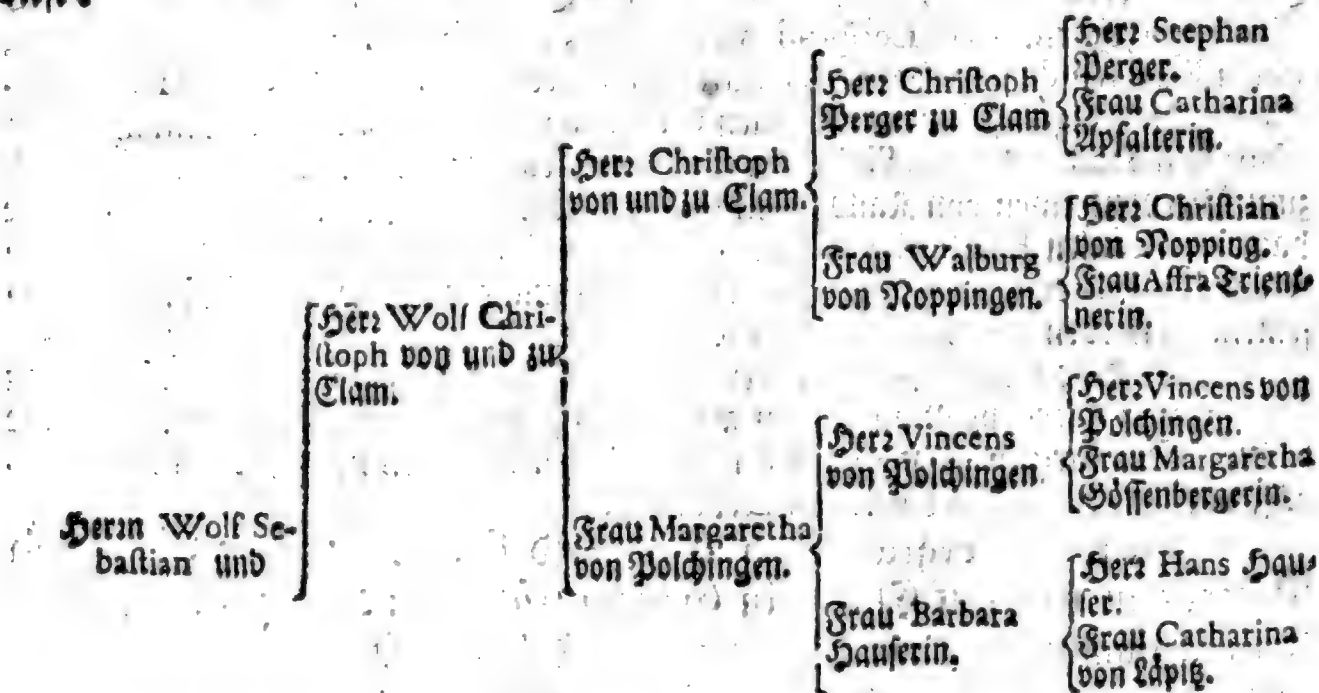 Herr Stephan
Perger.
Frau Catharina
Apfalterin.
Herr Christoph
Perger zu Clam
Herr Christoph
von und zu Clam.
Herr Christian
von Nopping.
Frau Affra Trient-
nerin.
Frau Walburg
von Noppingen.
Herr Wolf Chri-
stoph von und zu
Clam.
Herr Vincens von
Polchingen.
Frau Margaretha
Gössenbergerin.
Herr Vincens
von Polchingen
Herrn Wolf Se-
bastian und
Frau Margaretha
von Polchingen.
Herr Hans Hau-
ser.
Frau Catharina
von Läpitz.
Frau Barbara
Hauserin.